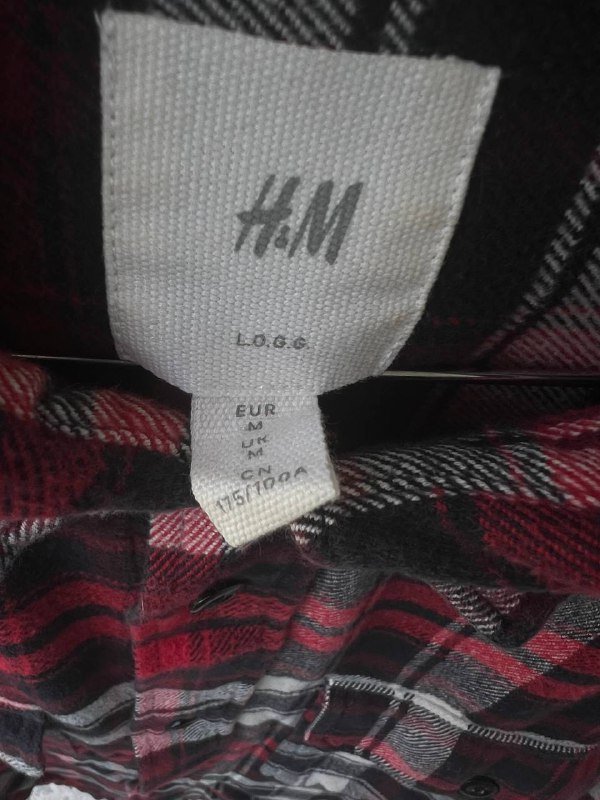 H&M
L.O.G.G.
EUR
M
UK
M
CN
175/100A